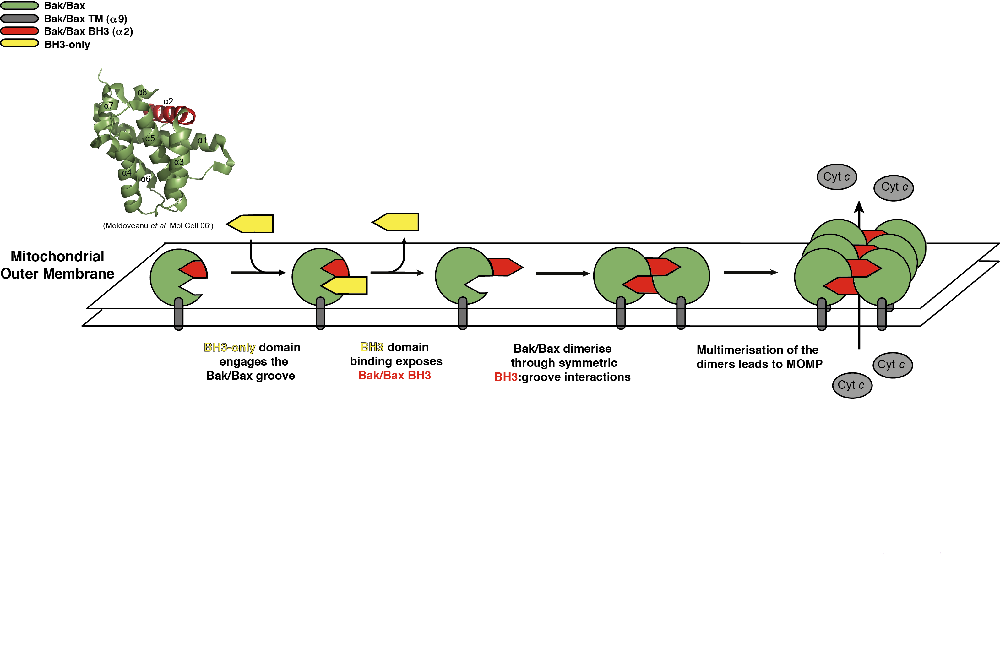 Bak/Bax
Bak/Bax TM (α9)
Bak/Bax BH3 (α2)
BH3-only
α8
α7
α2
α5
α1
α3
α4
α6
(Moldoveanu et al. Mol Cell 06’)
Cyt c
Cyt c
Mitochondrial
Outer Membrane
BH3-only domain
engages the
Bak/Bax groove
BH3 domain
binding exposes
Bak/Bax BH3
Bak/Bax dimerise
through symmetric
BH3:groove interactions
Multimerisation of the
dimers leads to MOMP
Cyt c
Cyt c